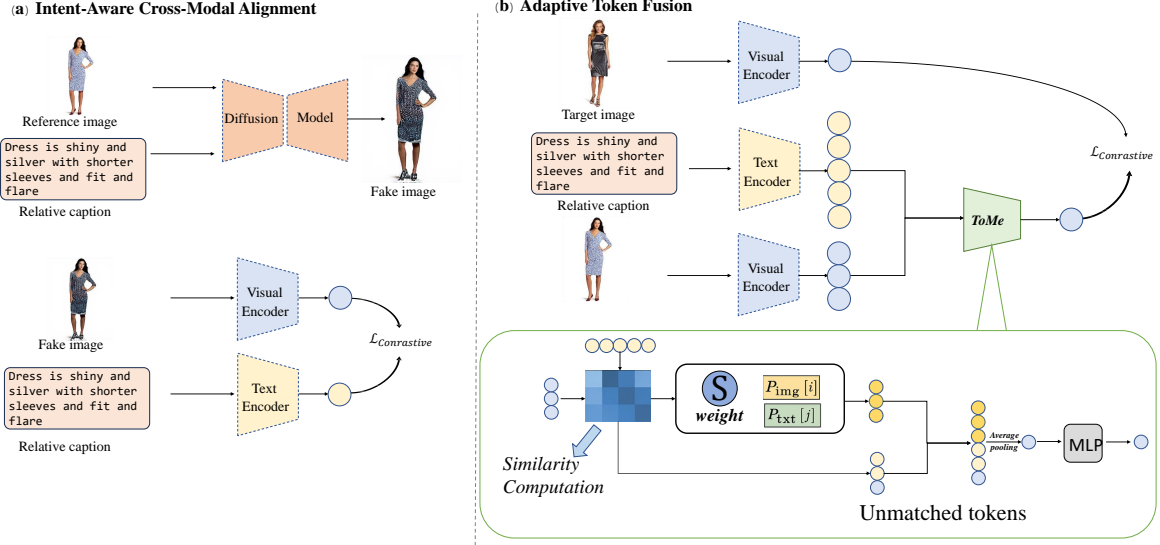 (a) Intent-Aware Cross-Modal Alignment
Reference image
Dress is shiny and
silver with shorter
sleeves and fit and
flare
Relative caption
Diffusion
Model
Fake image
Fake image
Dress is shiny and
silver with shorter
sleeves and fit and
flare
Relative caption
Visual
Encoder
Text
Encoder
ℒConrastive
(b) Adaptive Token Fusion
Target image
Dress is shiny and
silver with shorter
sleeves and fit and
flare
Relative caption
Visual
Encoder
Text
Encoder
Visual
Encoder
ToMe
ℒConrastive
S
weight
Pimg [i]
Ptxt [j]
Similarity
Computation
Unmatched tokens
Average
pooling
MLP